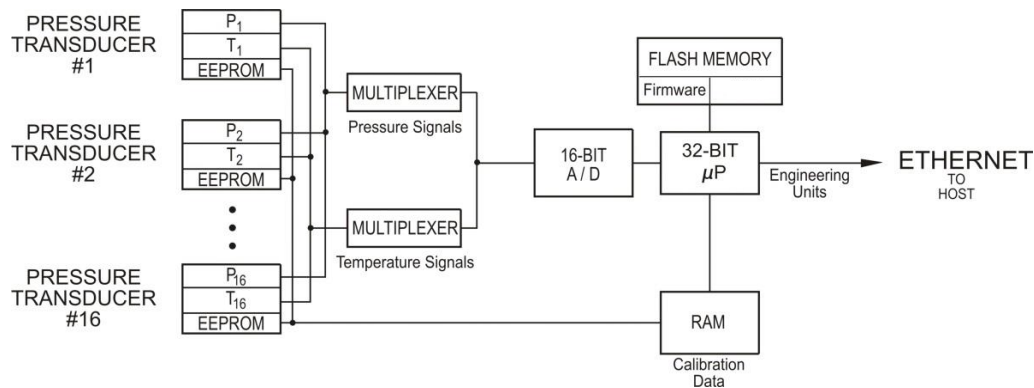 PRESSURE
TRANSDUCER
#1
P1
T1
EEPROM
PRESSURE
TRANSDUCER
#2
P2
T2
EEPROM
PRESSURE
TRANSDUCER
#16
P16
T16
EEPROM
MULTIPLEXER
Pressure Signals
MULTIPLEXER
Temperature Signals
16-BIT
A / D
FLASH MEMORY
Firmware
32-BIT
μP
Engineering
Units
ETHERNET
TO
HOST
RAM
Calibration
Data